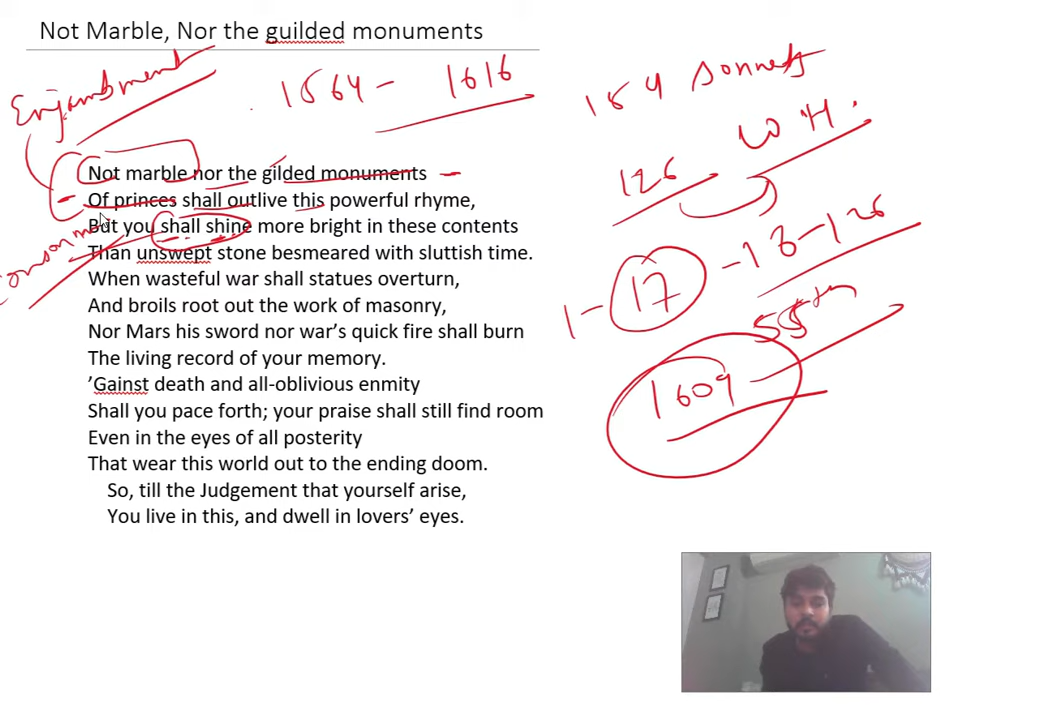 Not Marble, Nor the guilded monuments
Enjambment
1564 - 1616
154 sonnets
W H.
126
1 - 17 - 18 - 126
55th
1609
Not marble nor the gilded monuments
Of princes shall outlive this powerful rhyme,
But you shall shine more bright in these contents
Than unswept stone besmeared with sluttish time.
When wasteful war shall statues overturn,
And broils root out the work of masonry,
Nor Mars his sword nor war’s quick fire shall burn
The living record of your memory.
’Gainst death and all-oblivious enmity
Shall you pace forth; your praise shall still find room
Even in the eyes of all posterity
That wear this world out to the ending doom.
So, till the Judgement that yourself arise,
You live in this, and dwell in lovers’ eyes.